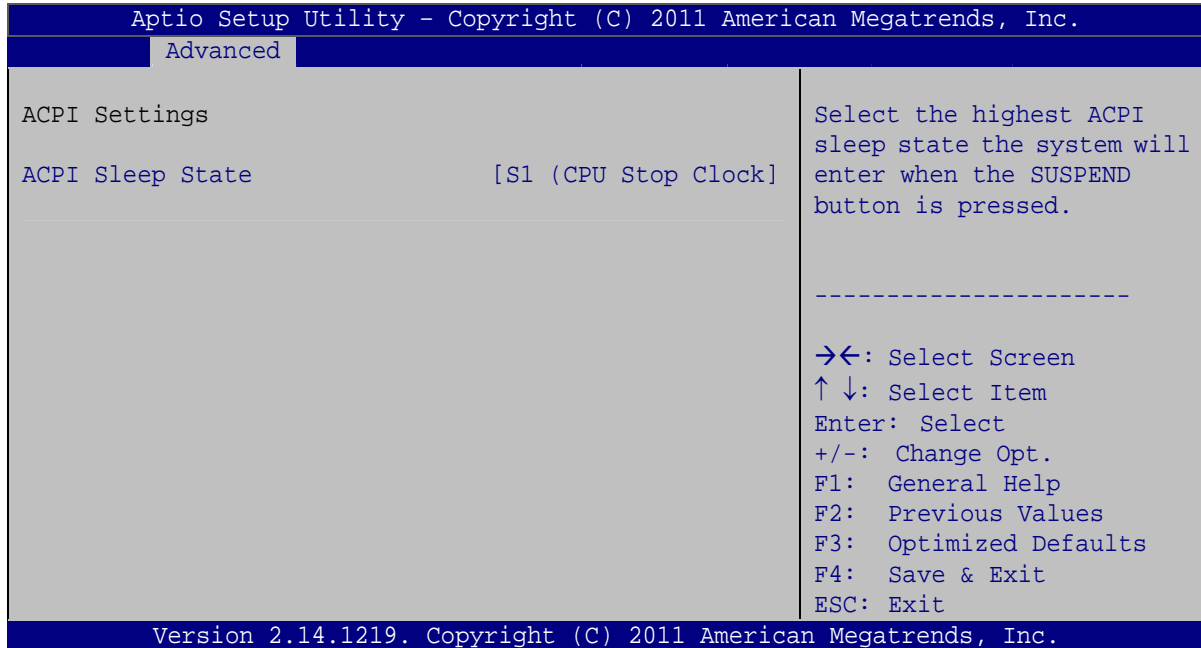 Aptio Setup Utility – Copyright (C) 2011 American Megatrends, Inc.
Advanced
ACPI Settings
ACPI Sleep State [S1 (CPU Stop Clock]
Select the highest ACPI
sleep state the system will
enter when the SUSPEND
button is pressed.
----------------------
→←: Select Screen
↑ ↓: Select Item
Enter: Select
+/-: Change Opt.
F1: General Help
F2: Previous Values
F3: Optimized Defaults
F4: Save & Exit
ESC: Exit
Version 2.14.1219. Copyright (C) 2011 American Megatrends, Inc.